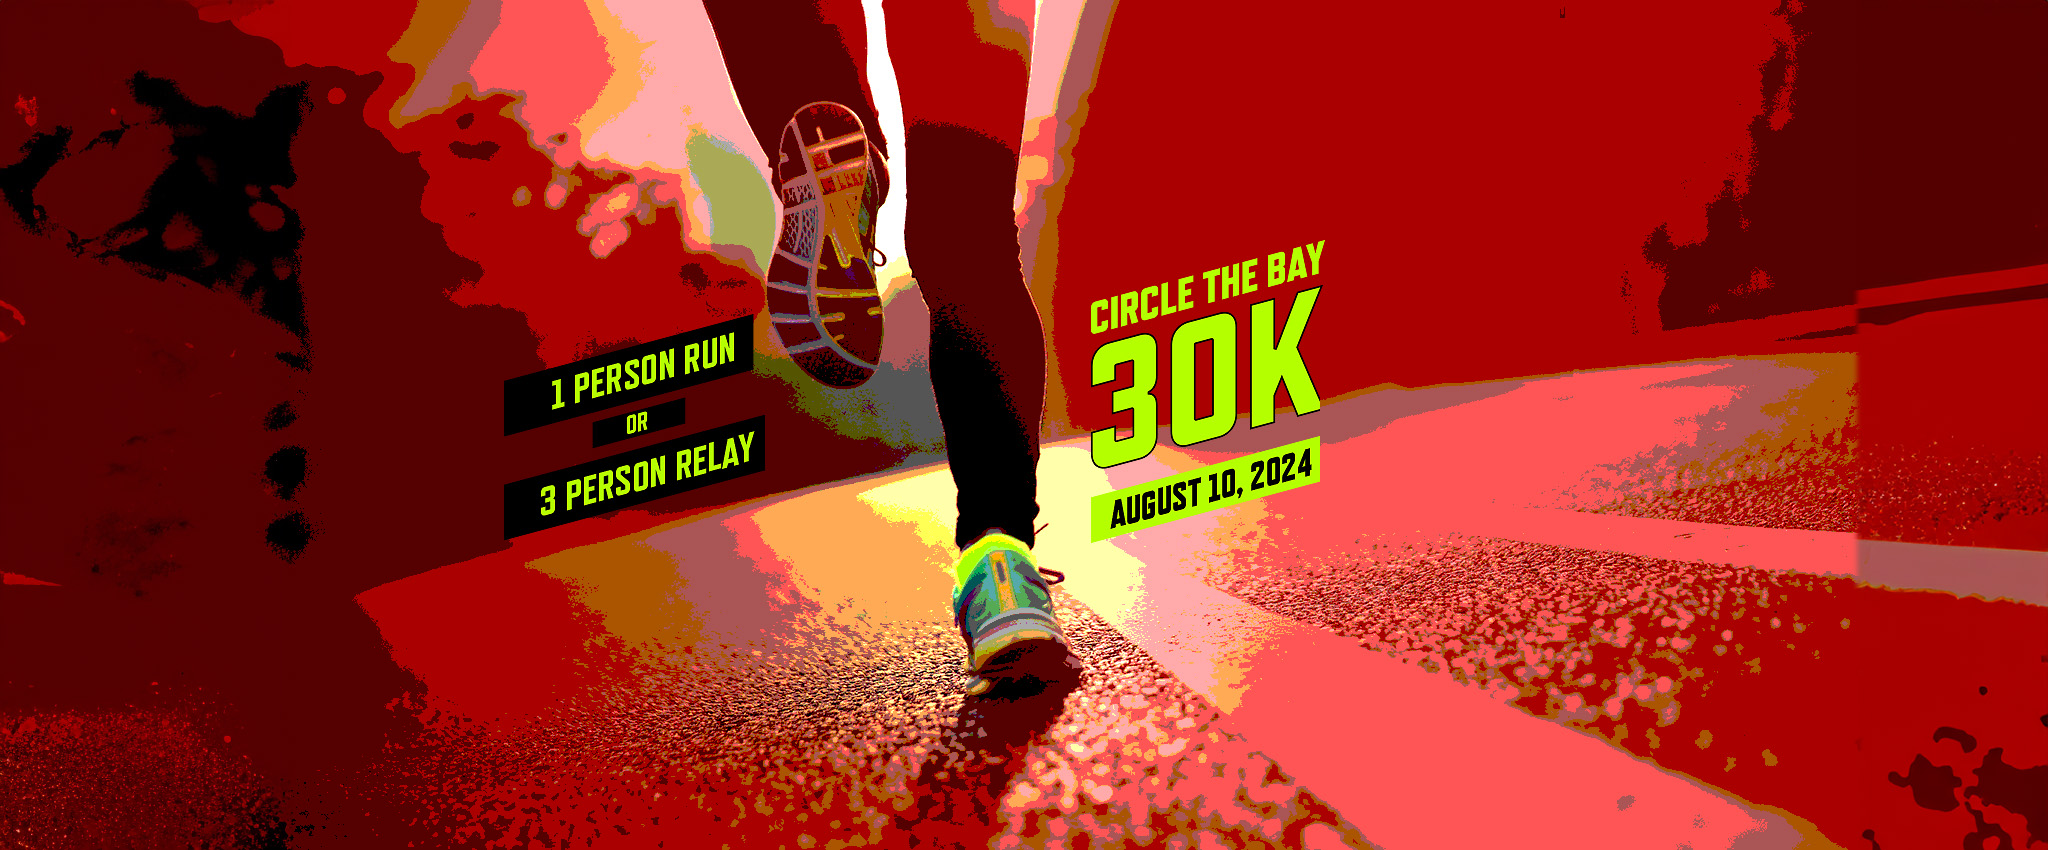 1 PERSON RUN
OR
3 PERSON RELAY
CIRCLE THE BAY
30K
AUGUST 10, 2024